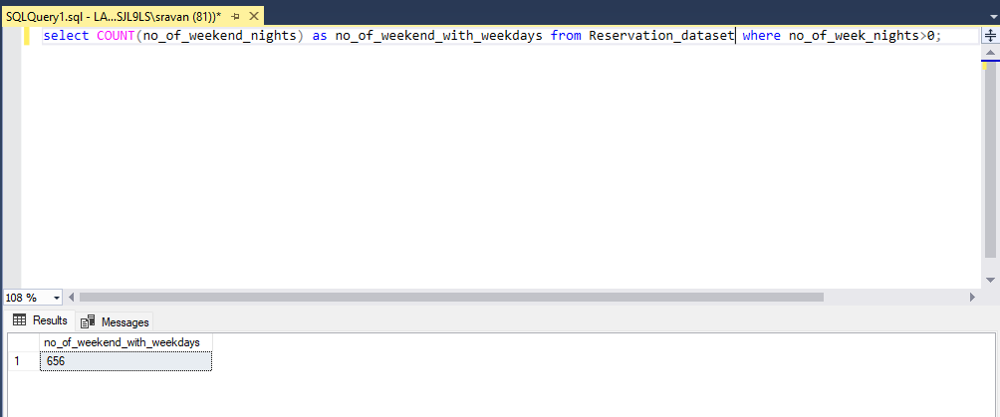 SQLQuery1.sql - LA...SJL9LS\sravan (81))*
select COUNT(no_of_weekend_nights) as no_of_weekend_with_weekdays from Reservation_dataset where no_of_week_nights>0;
108 %
Results Messages
no_of_weekend_with_weekdays
1 656